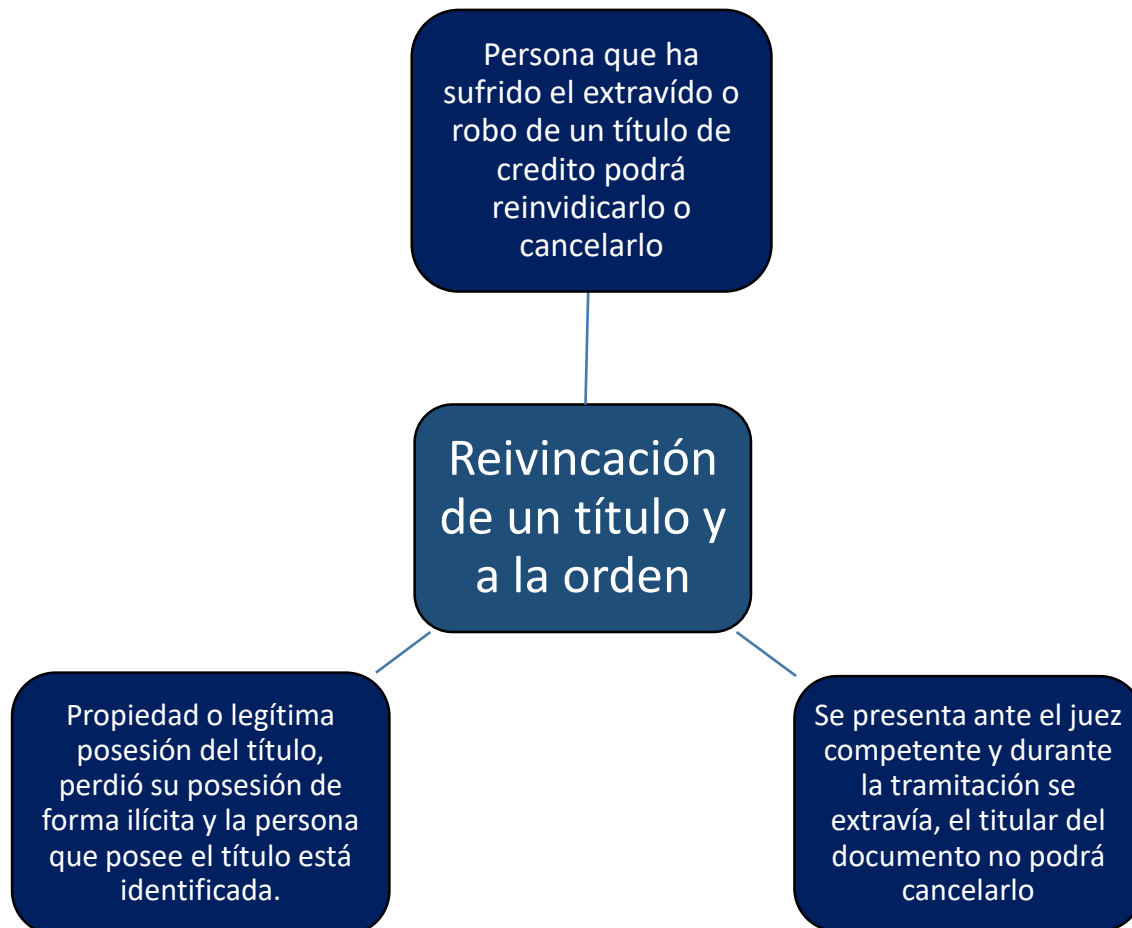 Persona que ha
sufrido el extravído o
robo de un título de
credito podrá
reinvidicarlo o
cancelarlo
Reivincación
de un título y
a la orden
Propiedad o legítima
posesión del título,
perdió su posesión de
forma ilícita y la persona
que posee el título está
identificada.
Se presenta ante el juez
competente y durante
la tramitación se
extravía, el titular del
documento no podrá
cancelarlo